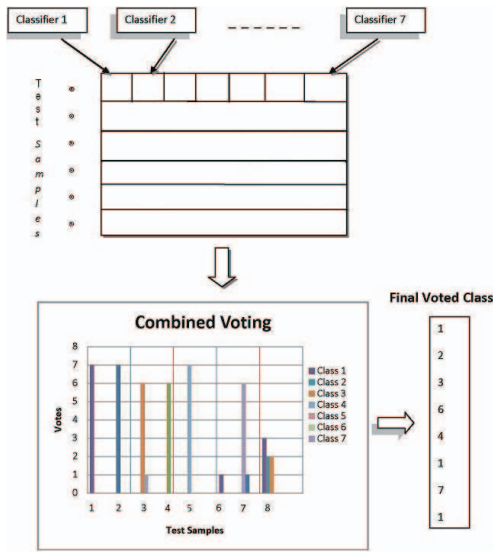 Classifier 1
Classifier 2
Classifier 7
Test Samples
Final Voted Class
Combined Voting
8
7
6
5
4
3
2
1
0
Votes
1 2 3 4 5 6 7 8
Test Samples
Class 1
Class 2
Class 3
Class 4
Class 5
Class 6
Class 7
1
2
3
6
4
1
7
1